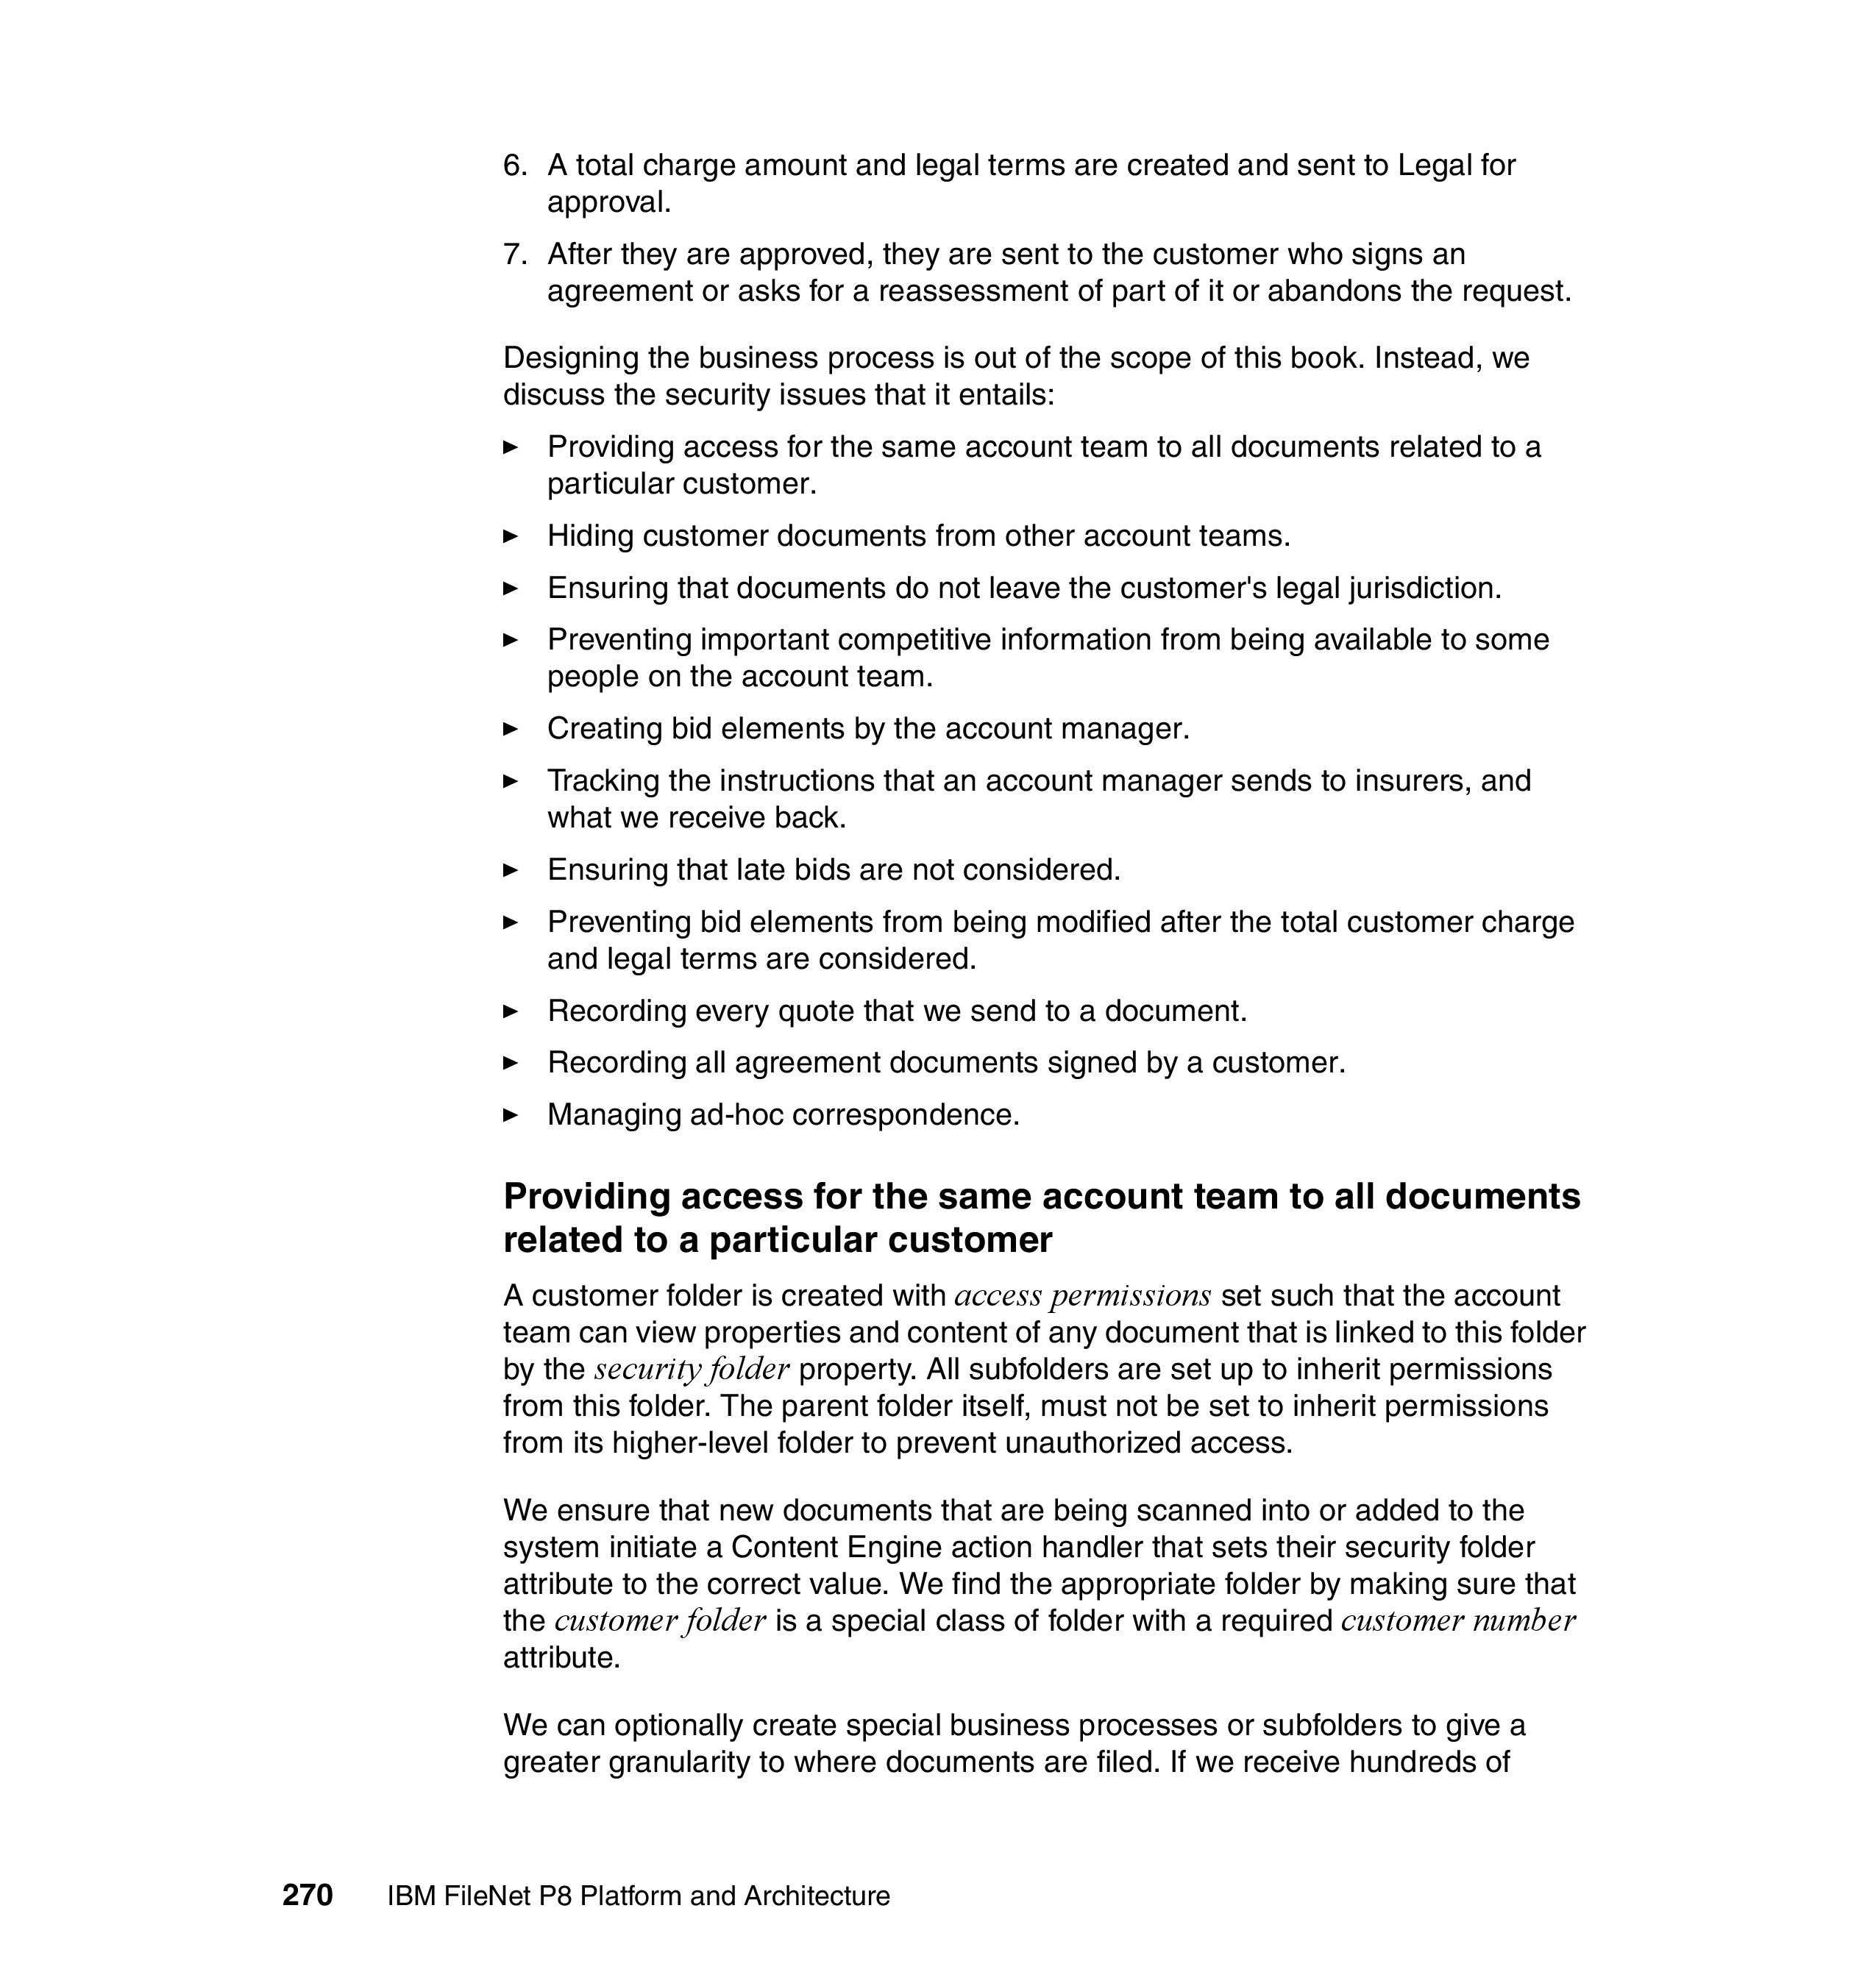 6. A total charge amount and legal terms are created and sent to Legal for
approval.
7. After they are approved, they are sent to the customer who signs an
agreement or asks for a reassessment of part of it or abandons the request.
Designing the business process is out of the scope of this book. Instead, we
discuss the security issues that it entails:
► Providing access for the same account team to all documents related to a
particular customer.
► Hiding customer documents from other account teams.
► Ensuring that documents do not leave the customer's legal jurisdiction.
► Preventing important competitive information from being available to some
people on the account team.
► Creating bid elements by the account manager.
► Tracking the instructions that an account manager sends to insurers, and
what we receive back.
► Ensuring that late bids are not considered.
► Preventing bid elements from being modified after the total customer charge
and legal terms are considered.
► Recording every quote that we send to a document.
► Recording all agreement documents signed by a customer.
► Managing ad-hoc correspondence.
Providing access for the same account team to all documents
related to a particular customer
A customer folder is created with access permissions set such that the account
team can view properties and content of any document that is linked to this folder
by the security folder property. All subfolders are set up to inherit permissions
from this folder. The parent folder itself, must not be set to inherit permissions
from its higher-level folder to prevent unauthorized access.
We ensure that new documents that are being scanned into or added to the
system initiate a Content Engine action handler that sets their security folder
attribute to the correct value. We find the appropriate folder by making sure that
the customer folder is a special class of folder with a required customer number
attribute.
We can optionally create special business processes or subfolders to give a
greater granularity to where documents are filed. If we receive hundreds of
270 IBM FileNet P8 Platform and Architecture